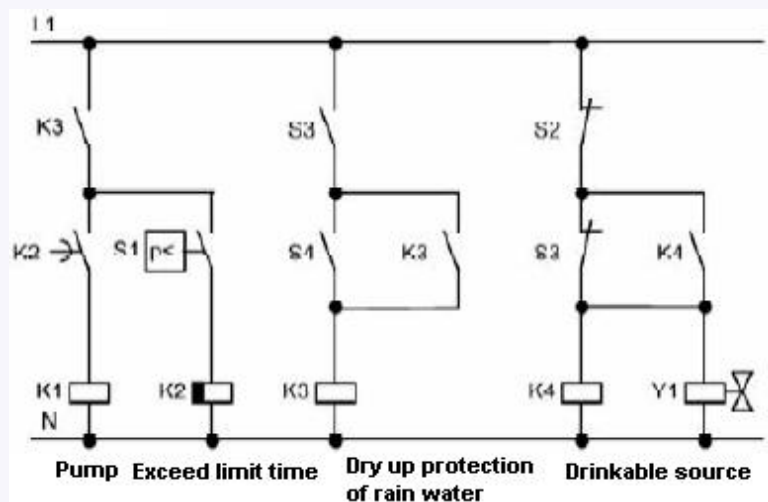 L1
K3
S3
S2
K2
S1
p<
S4
K3
S3
K4
K1
K2
K3
K4
Y1
N
Pump
Exceed limit time
Dry up protection
of rain water
Drinkable source